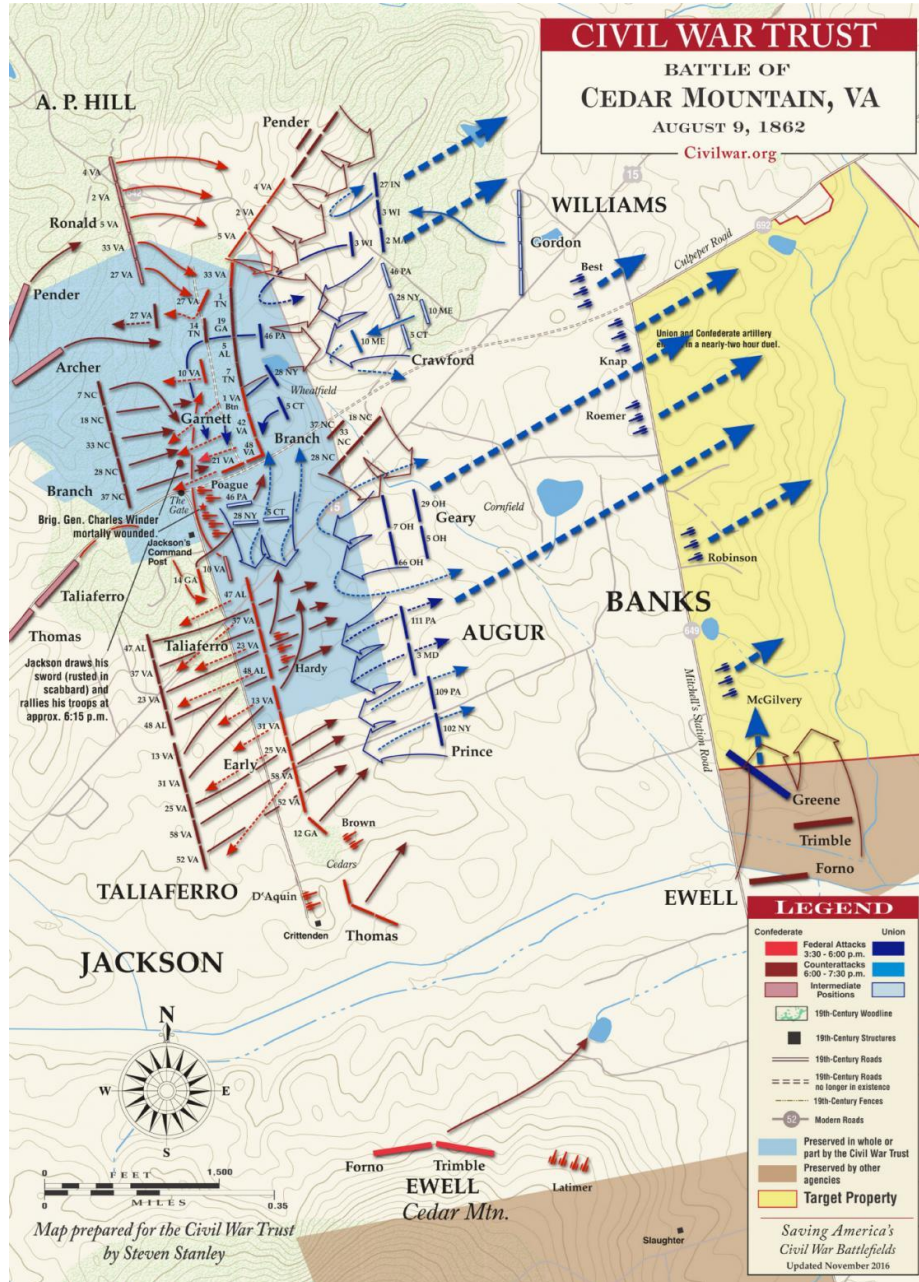 CIVIL WAR TRUST
BATTLE OF
CEDAR MOUNTAIN, VA
AUGUST 9, 1862
Civilwar.org
A. P. HILL
Pender
4 VA
2 VA
Ronald
5 VA
33 VA
27 VA
Pender
4 VA
2 VA
5 VA
33 VA
27 IN
3 WI
2 MA
3 WI
46 PA
28 NY
10 ME
5 CT
10 ME
Crawford
WILLIAMS
Gordon
15
Best
692
Culpeper Road
Knap
Union and Confederate artillery
Roemer
27 VA
1 TN
27 VA
14 TN
19 GA
5 AL
46 PA
Archer
10 VA
7 TN
28 NY
Wheatfield
7 NC
1 VA Btn
5 CT
18 NC
Garnett
42 VA
33 NC
48 VA
21 VA
28 NC
Branch
37 NC
Branch
37 NC
18 NC
33 NC
28 NC
The Gate
Poague
46 PA
28 NY
5 CT
Brig. Gen. Charles Winder
mortally wounded.
Jackson's
Command
Post
10 VA
14 GA
15
29 OH
Geary
7 OH
5 OH
66 OH
Cornfield
Robinson
Taliaferro
Thomas
Jackson draws his
sword (rusted in
scabbard) and
rallies his troops at
approx. 6:15 p.m.
47 AL
37 VA
Taliaferro
23 VA
Hardy
48 AL
13 VA
31 VA
25 VA
Early
58 VA
52 VA
12 GA
47 AL
37 VA
23 VA
48 AL
13 VA
31 VA
25 VA
58 VA
52 VA
BANKS
AUGUR
111 PA
3 MD
109 PA
102 NY
Prince
649
Mitchell's Station Road
McGilvery
Greene
Trimble
Forno
EWELL
Brown
Cedars
D'Aquin
Crittenden
Thomas
TALIAFERRO
JACKSON
N
W
E
S
FEET
1,500
MILES
0.35
0
Map prepared for the Civil War Trust
by Steven Stanley
Forno
Trimble
EWELL
Cedar Mtn.
Latimer
Slaughter
LEGEND
Confederate
Union
Federal Attacks
3:30 - 6:00 p.m.
Counterattacks
6:00 - 7:30 p.m.
Intermediate
Positions
19th-Century Woodline
19th-Century Structures
19th-Century Roads
19th-Century Roads
no longer in existence
19th-Century Fences
52
Modern Roads
Preserved in whole or
part by the Civil War Trust
Preserved by other
agencies
Target Property
Saving America's
Civil War Battlefields
Updated November 2016